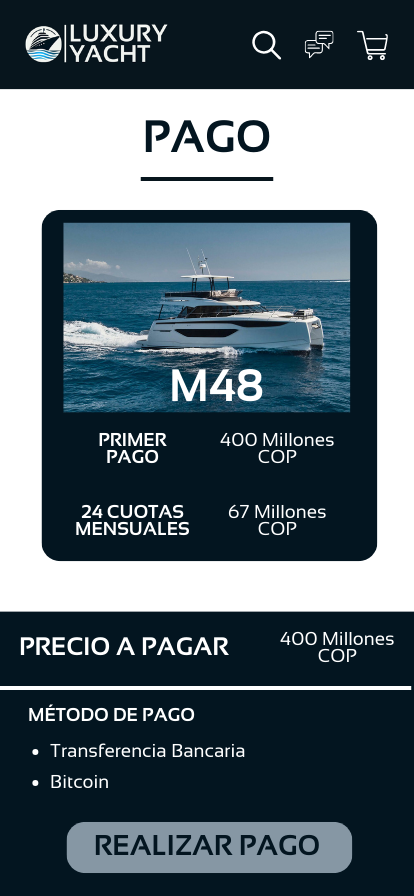 LUXURY
YACHT
PAGO
M48
PRIMER
PAGO
400 Millones
COP
24 CUOTAS
MENSUALES
67 Millones
COP
PRECIO A PAGAR
400 Millones
COP
MÉTODO DE PAGO
• Transferencia Bancaria
• Bitcoin
REALIZAR PAGO